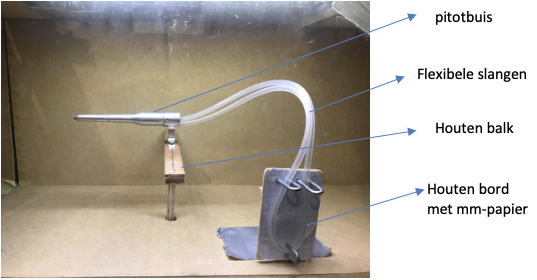 pitotbuis
Flexibele slangen
Houten balk
Houten bord
met mm-papier